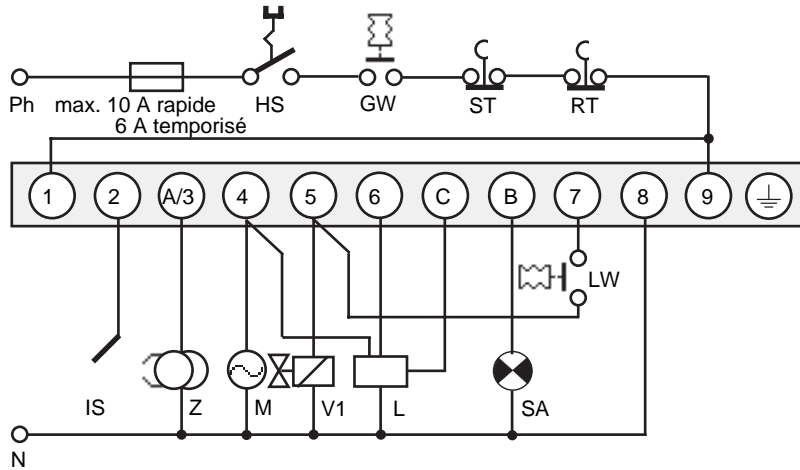 Ph max. 10 A rapide HS GW ST RT
6 A temporisé
1 2 A/3 4 5 6 C B 7 8 9
LW
IS Z M V1 L SA
N